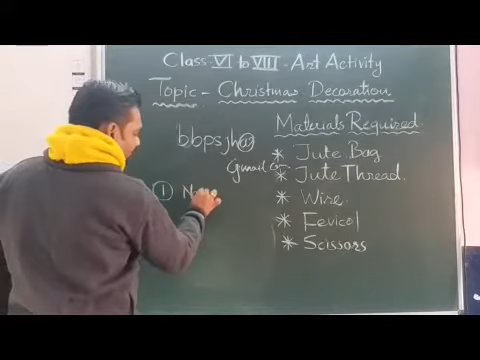 Class-VI to VIII - Art Activity
Topic - Christmas Decoration
Materials Required
bbpsjh@
Gmail.
* Jute Bag
* Jute Thread.
* Wire
* Fevicol
* Scissors
① N